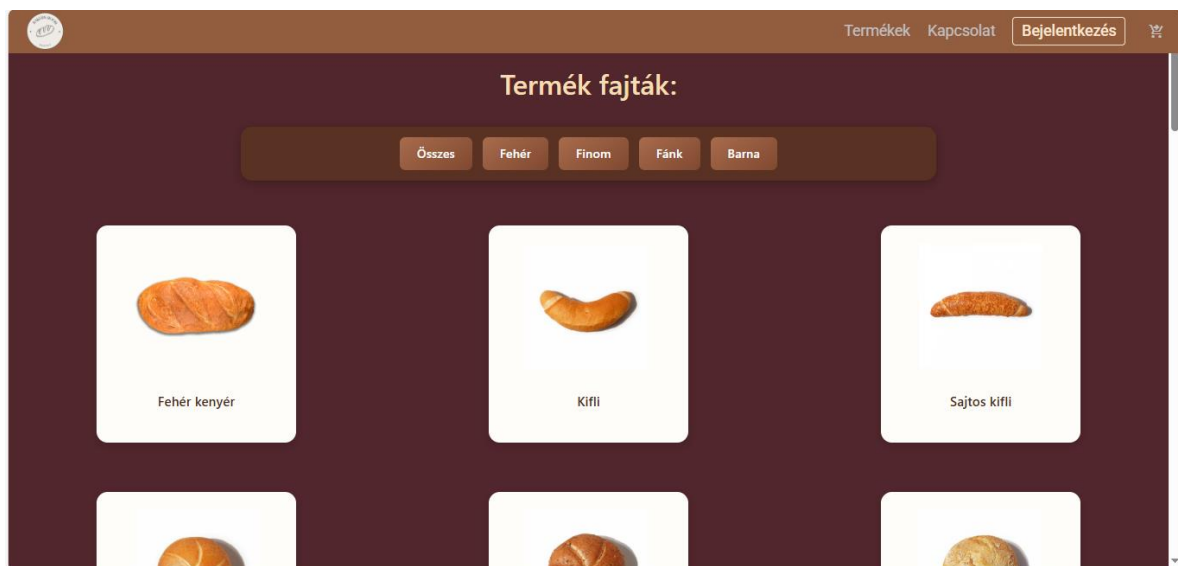 Termékek Kapcsolat Bejelentkezés
Termék fajták:
Összes Fehér Finom Fánk Barna
Fehér kenyér Kifli Sajtos kifli